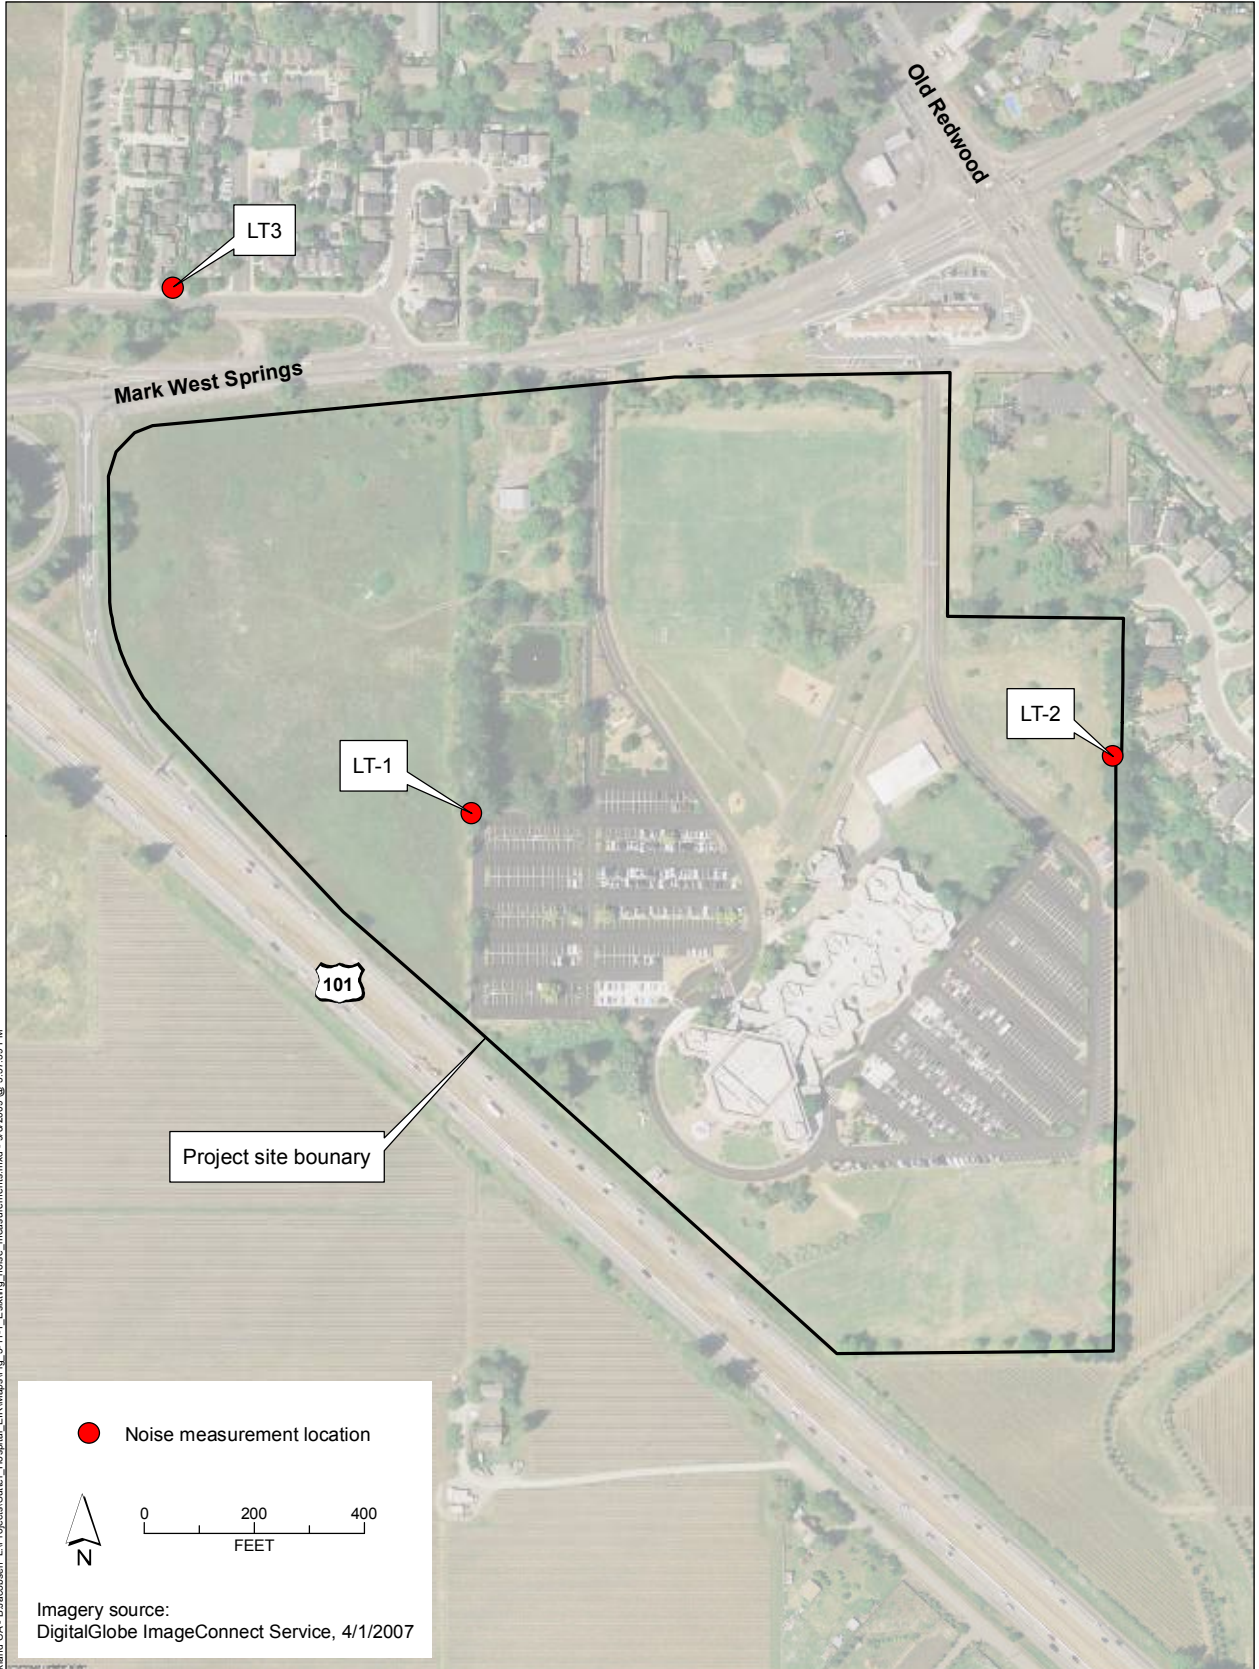 Old Redwood
LT3
Mark West Springs
LT-2
LT-1
101
Project site bounary
Noise measurement location
0 200 400
FEET
N
Imagery source:
DigitalGlobe ImageConnect Service, 4/1/2007